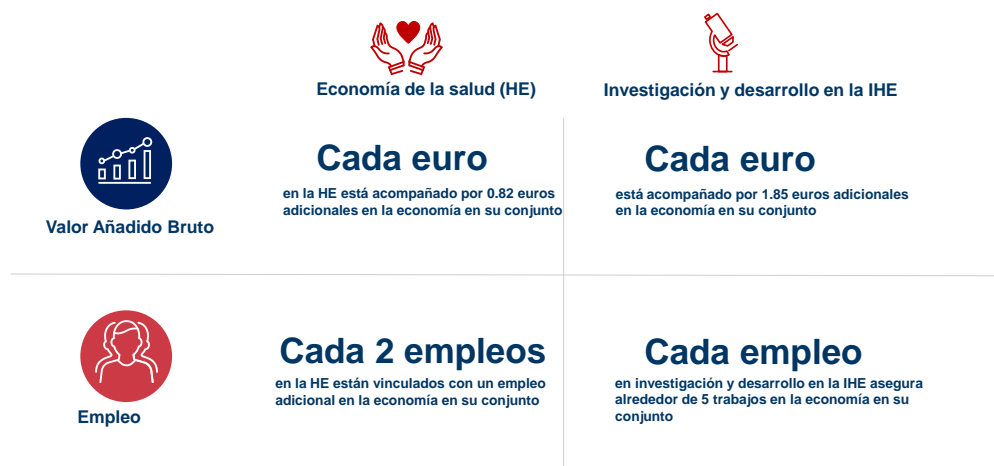 Economía de la salud (HE)
Investigación y desarrollo en la IHE
Valor Añadido Bruto
Cada euro
en la HE está acompañado por 0.82 euros
adicionales en la economía en su conjunto
Cada euro
está acompañado por 1.85 euros adicionales
en la economía en su conjunto
Empleo
Cada 2 empleos
en la HE están vinculados con un empleo
adicional en la economía en su conjunto
Cada empleo
en investigación y desarrollo en la IHE asegura
alrededor de 5 trabajos en la economía en su
conjunto